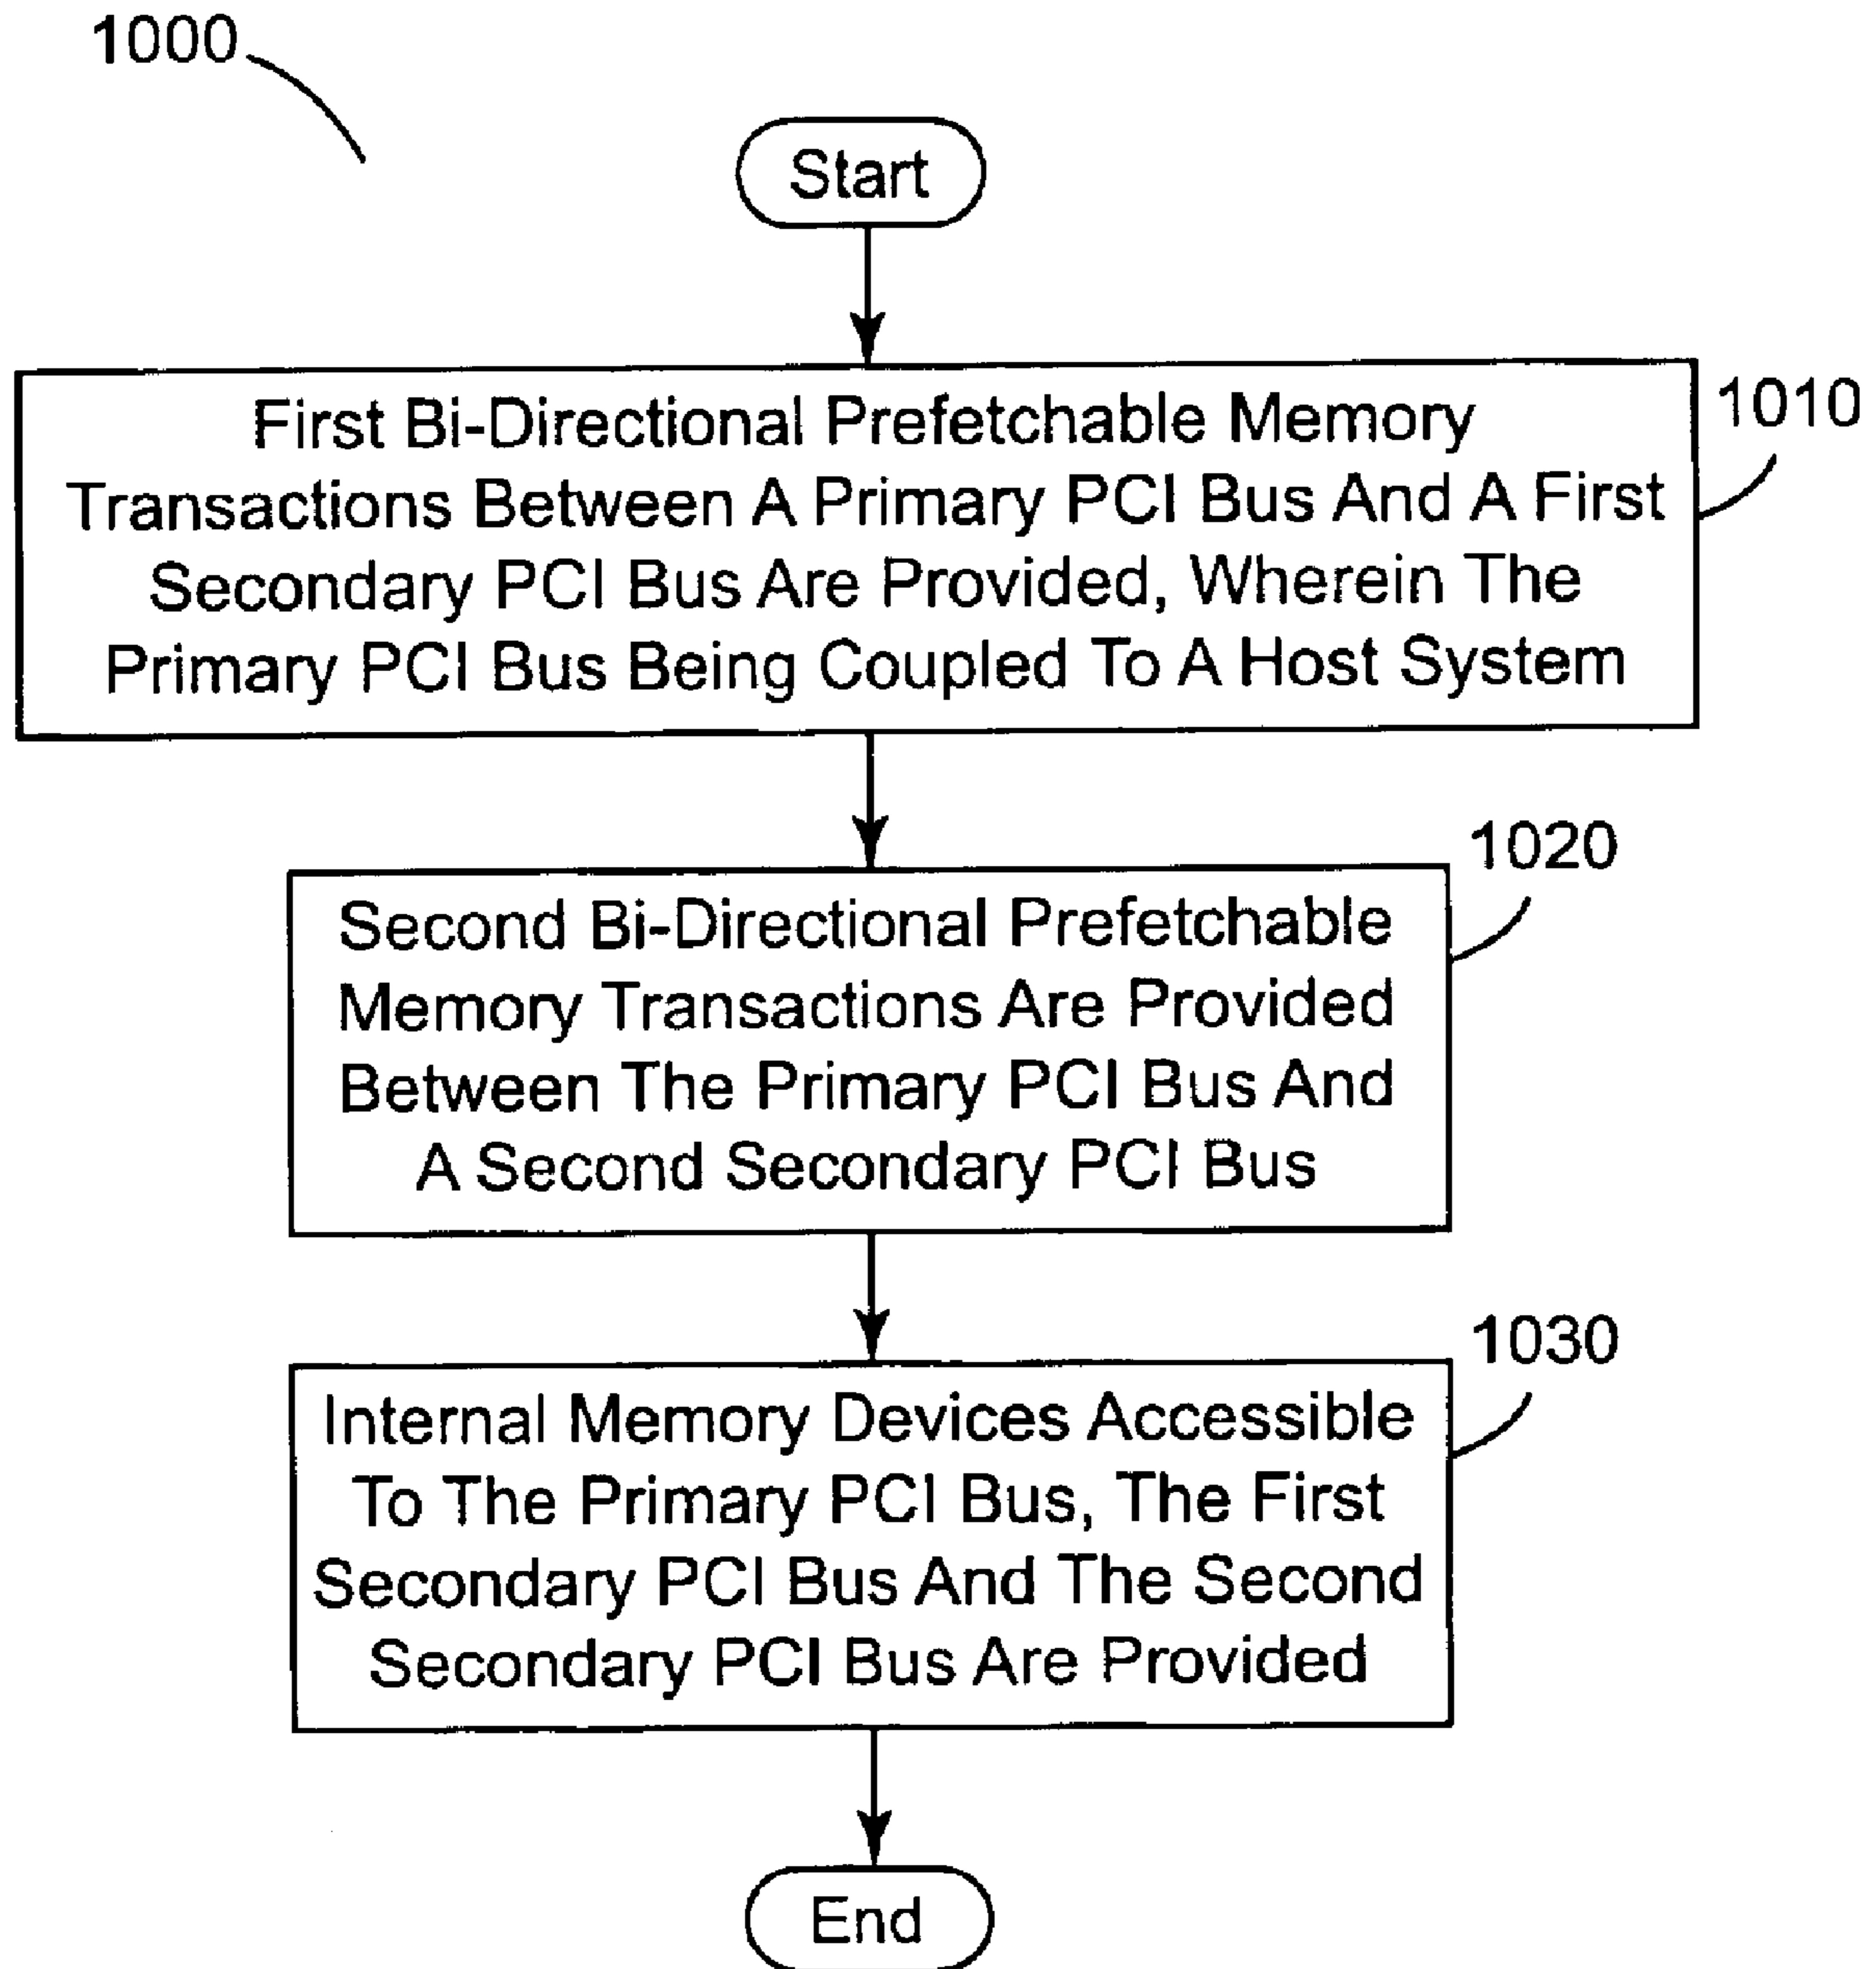 1000
Start
First Bi-Directional Prefetchable Memory
Transactions Between A Primary PCI Bus And A First
Secondary PCI Bus Are Provided, Wherein The
Primary PCI Bus Being Coupled To A Host System
1010
Second Bi-Directional Prefetchable
Memory Transactions Are Provided
Between The Primary PCI Bus And
A Second Secondary PCI Bus
1020
Internal Memory Devices Accessible
To The Primary PCI Bus, The First
Secondary PCI Bus And The Second
Secondary PCI Bus Are Provided
1030
End